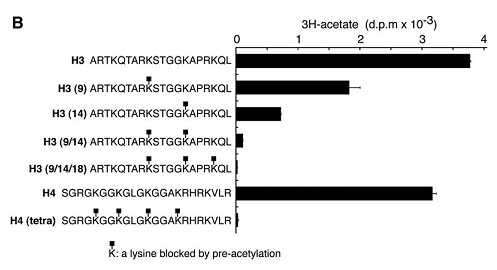 B
3H-acetate (d.p.m x 10-3)
0 1 2 3 4
H3 ARTKQTARKSTGGKAPRKQL
H3 (9) ARTKQTARKSTGGKAPRKQL
H3 (14) ARTKQTARKSTGGKAPRKQL
H3 (9/14) ARTKQTARKSTGGKAPRKQL
H3 (9/14/18) ARTKQTARKSTGGKAPRKQL
H4 SGRGKGGKGLGKGGAKRHRKVLR
H4 (tetra) SGRGKGGKGLGKGGAKRHRKVLR
K: a lysine blocked by pre-acetylation